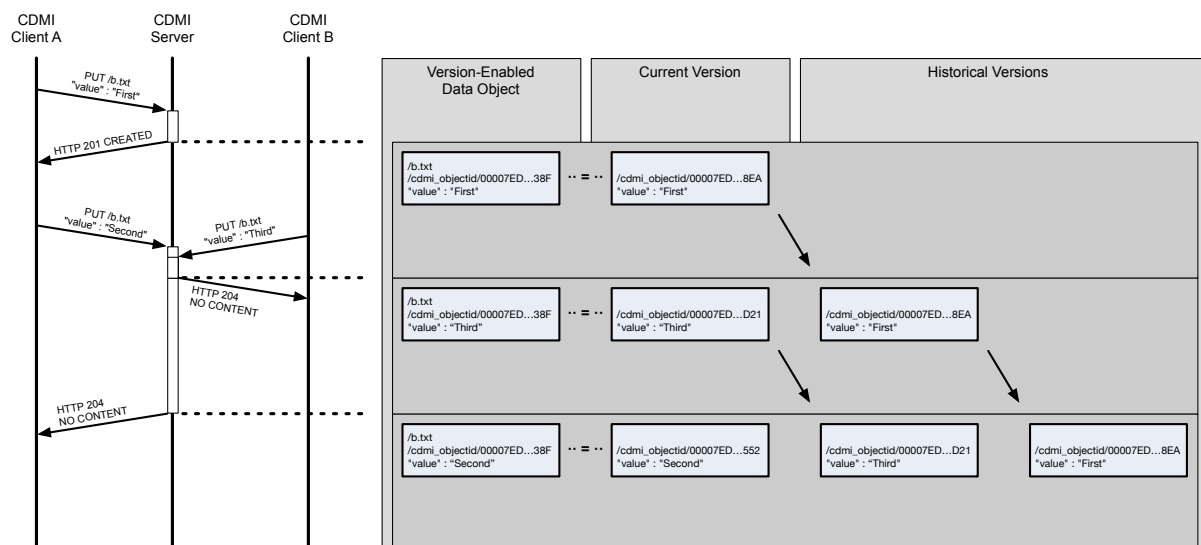 CDMI
Client A
CDMI
Server
CDMI
Client B
PUT /b.txt
"value" : "First"
HTTP 201 CREATED
PUT /b.txt
"value" : "Second"
PUT /b.txt
"value" : "Third"
HTTP 204
NO CONTENT
HTTP 204
NO CONTENT
Version-Enabled
Data Object
Current Version
Historical Versions
/b.txt
/cdmi_objectid/00007ED...38F
"value" : "First"
·· = ··
/cdmi_objectid/00007ED...8EA
"value" : "First"
/b.txt
/cdmi_objectid/00007ED...38F
"value" : “Third”
·· = ··
/cdmi_objectid/00007ED...D21
"value" : “Third”
/cdmi_objectid/00007ED...8EA
"value" : "First"
/b.txt
/cdmi_objectid/00007ED...38F
"value" : “Second”
·· = ··
/cdmi_objectid/00007ED...552
"value" : "Second"
/cdmi_objectid/00007ED...D21
"value" : “Third”
/cdmi_objectid/00007ED...8EA
"value" : "First"